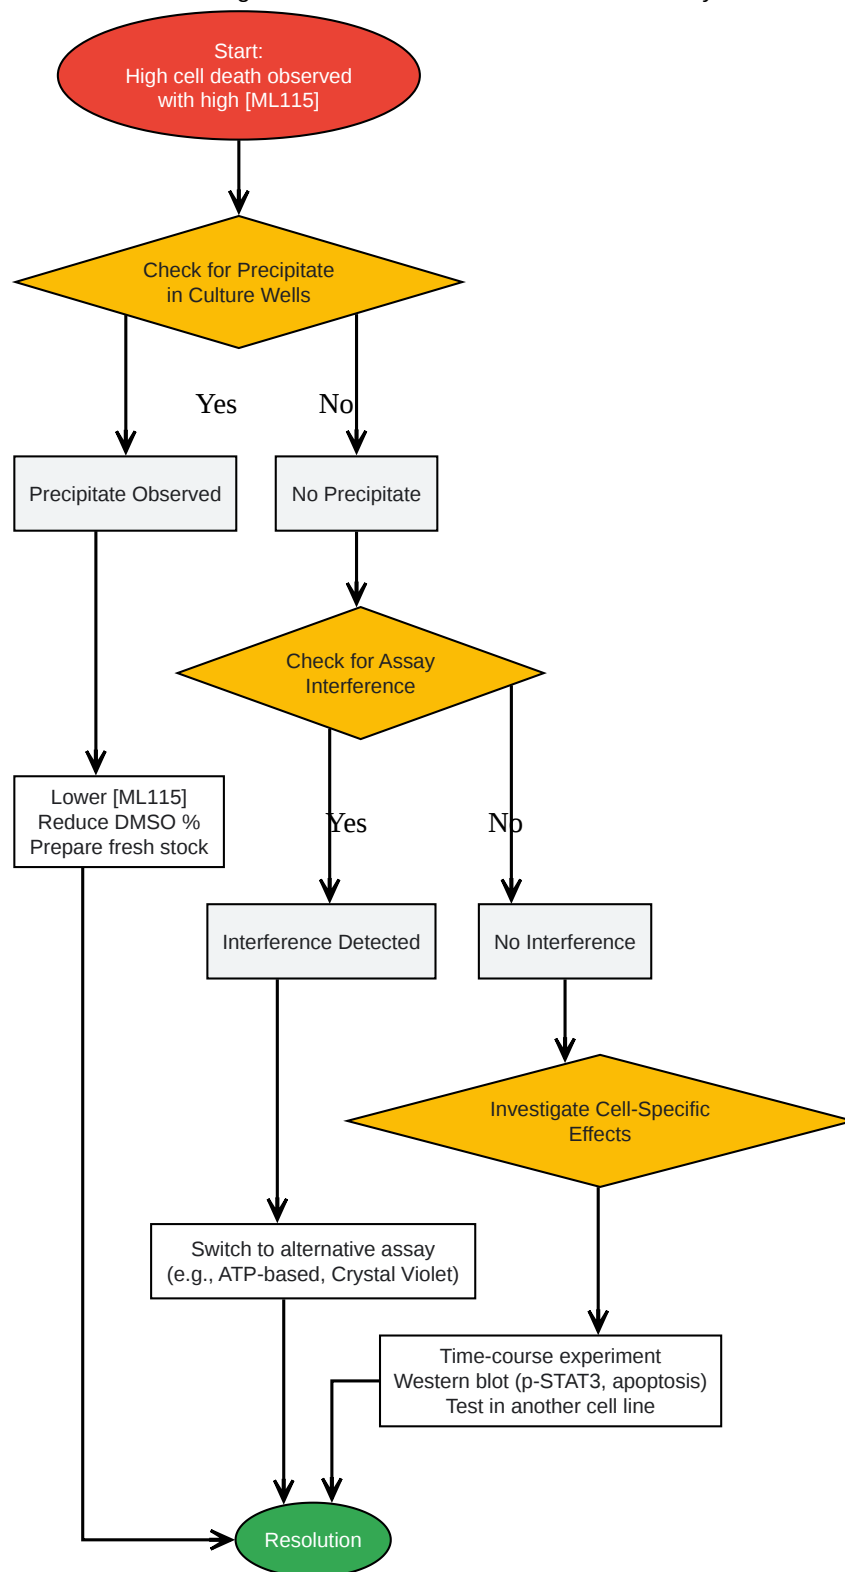 Start:
High cell death observed
with high [ML115]
Check for Precipitate
in Culture Wells
Yes
No
Precipitate Observed
No Precipitate
Check for Assay
Interference
Lower [ML115]
Reduce DMSO %
Prepare fresh stock
Yes
No
Interference Detected
No Interference
Investigate Cell-Specific
Effects
Switch to alternative assay
(e.g., ATP-based, Crystal Violet)
Time-course experiment
Western blot (p-STAT3, apoptosis)
Test in another cell line
Resolution